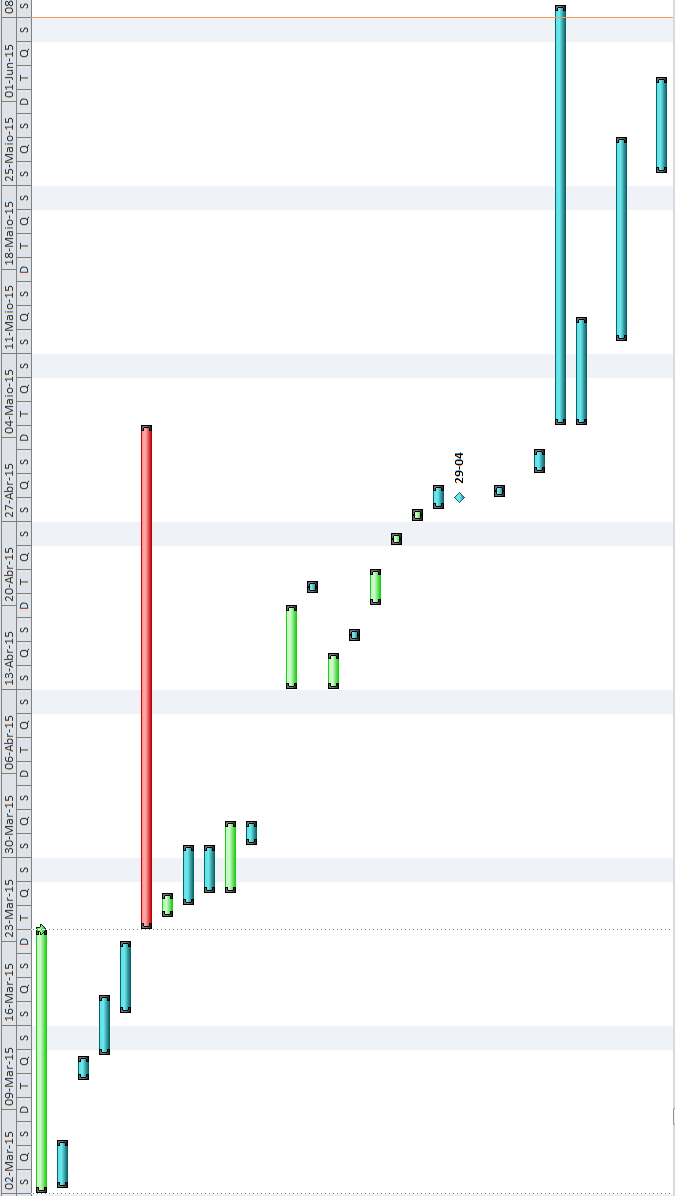 02-Mar-15 09-Mar-15 16-Mar-15 23-Mar-15 30-Mar-15 06-Abr-15 13-Abr-15 20-Abr-15 27-Abr-15 04-Maio-15 11-Maio-15 18-Maio-15 25-Maio-15 01-Jun-15 08
S Q S D T Q S S Q S D T Q S S Q S D T Q S S Q S D T Q S S Q S D T Q S S Q S D T Q S S Q S D T Q S S
29-04